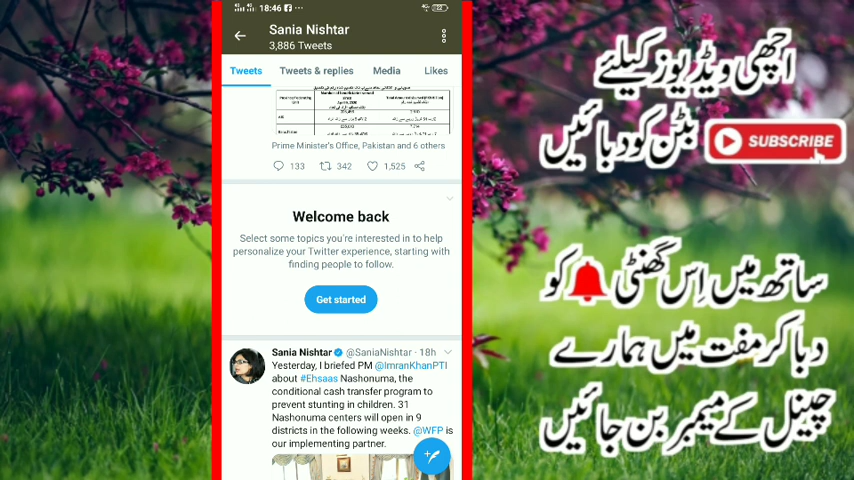 18:46
22
Sania Nishtar
3,886 Tweets
Tweets
Tweets & replies
Media
Likes
Prime Minister's Office, Pakistan and 6 others
133
342
1,525
Welcome back
Select some topics you're interested in to help
personalize your Twitter experience, starting with
finding people to follow.
Get started
Sania Nishtar @SaniaNishtar · 18h
Yesterday, I briefed PM @ImranKhanPTI
about #Ehsaas Nashonuma, the
conditional cash transfer program to
prevent stunting in children. 31
Nashonuma centers will open in 9
districts in the following weeks. @WFP is
our implementing partner.
اچھی ویڈیوز کیلئے
بٹن کو دبائیں
SUBSCRIBE
ساتھ میں اِس گھنٹی کو
دبا کر مفت میں ہمارے
چینل کے میمبر بن جائیں